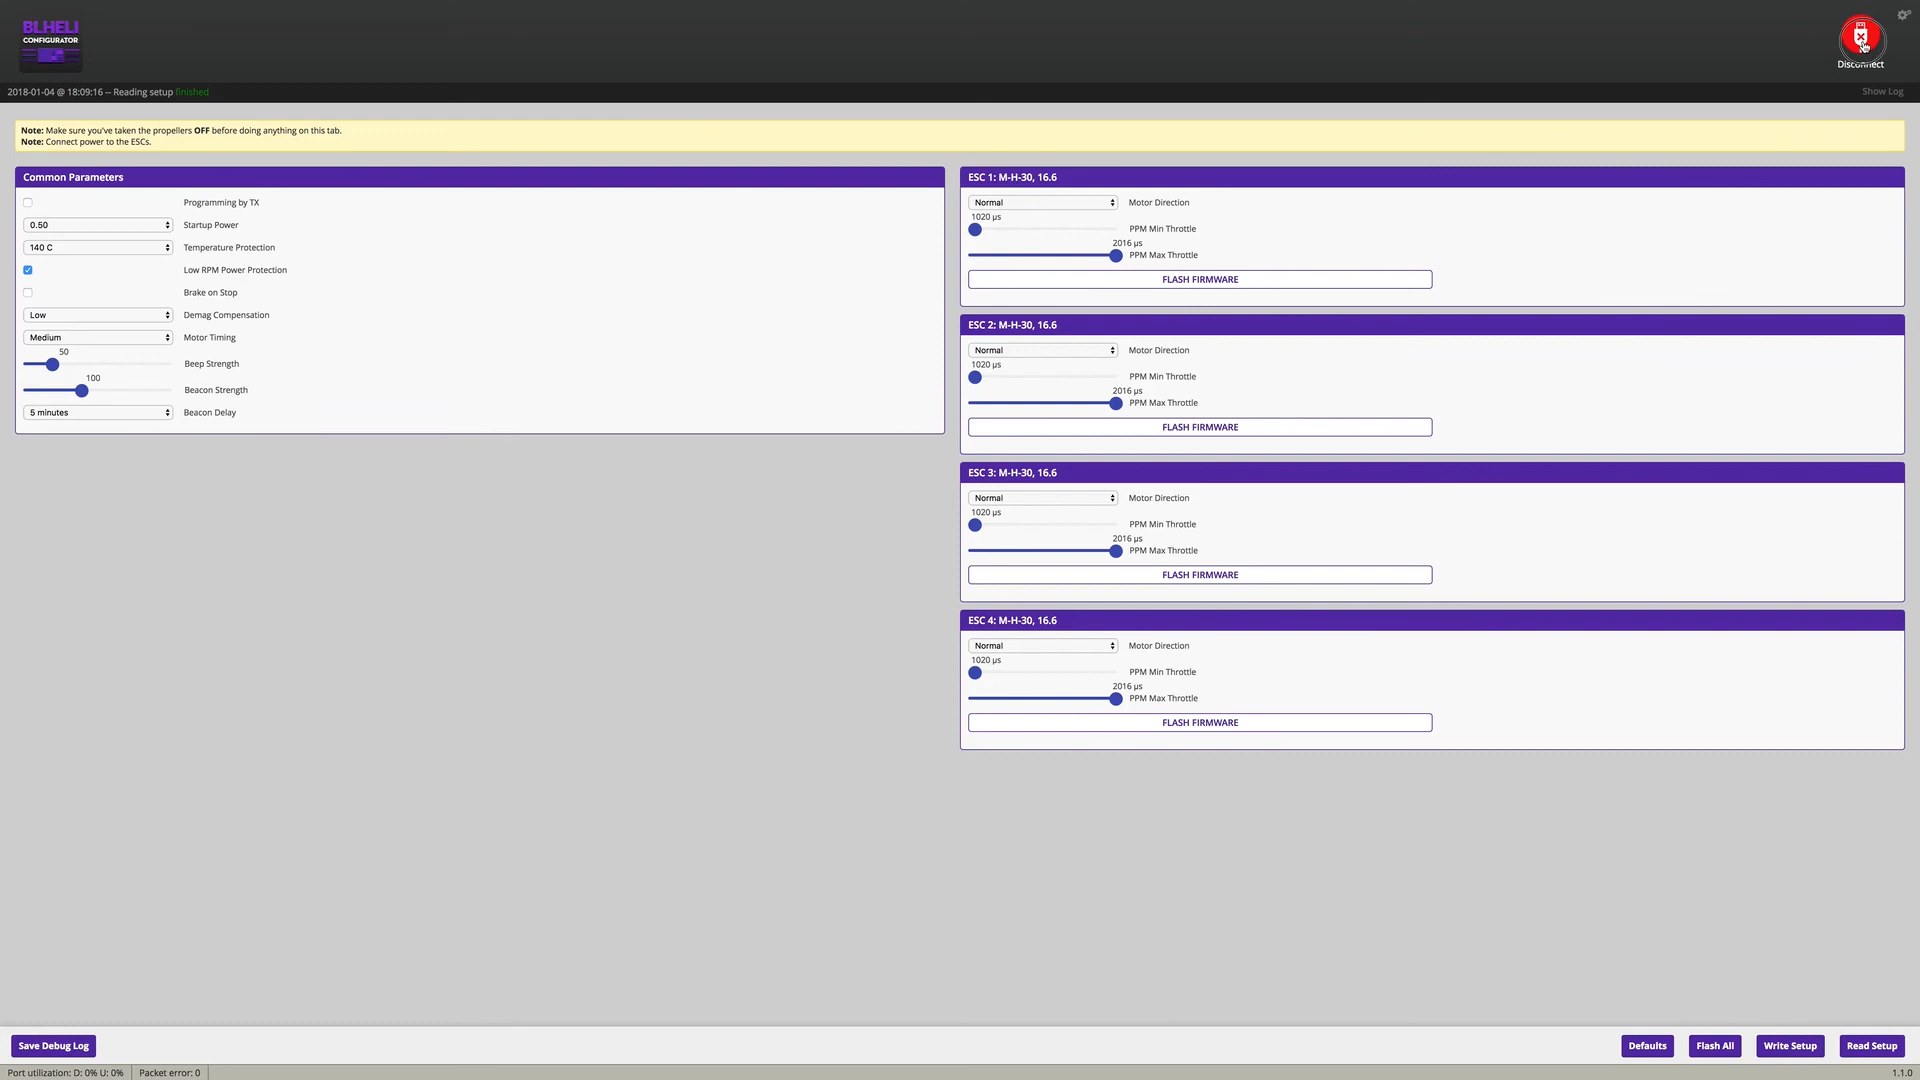 BLHELI
CONFIGURATOR
Disconnect
2018-01-04 @ 18:09:16 -- Reading setup finished
Show Log
Note: Make sure you've taken the propellers OFF before doing anything on this tab.
Note: Connect power to the ESCs.
Common Parameters
Programming by TX
0.50 Startup Power
140 C Temperature Protection
Low RPM Power Protection
Brake on Stop
Low Demag Compensation
Medium Motor Timing
50
Beep Strength
100
Beacon Strength
5 minutes Beacon Delay
ESC 1: M-H-30, 16.6
Normal Motor Direction
1020 µs
PPM Min Throttle
2016 µs
PPM Max Throttle
FLASH FIRMWARE
ESC 2: M-H-30, 16.6
Normal Motor Direction
1020 µs
PPM Min Throttle
2016 µs
PPM Max Throttle
FLASH FIRMWARE
ESC 3: M-H-30, 16.6
Normal Motor Direction
1020 µs
PPM Min Throttle
2016 µs
PPM Max Throttle
FLASH FIRMWARE
ESC 4: M-H-30, 16.6
Normal Motor Direction
1020 µs
PPM Min Throttle
2016 µs
PPM Max Throttle
FLASH FIRMWARE
Save Debug Log
Defaults
Flash All
Write Setup
Read Setup
Port utilization: D: 0% U: 0%
Packet error: 0
1.1.0